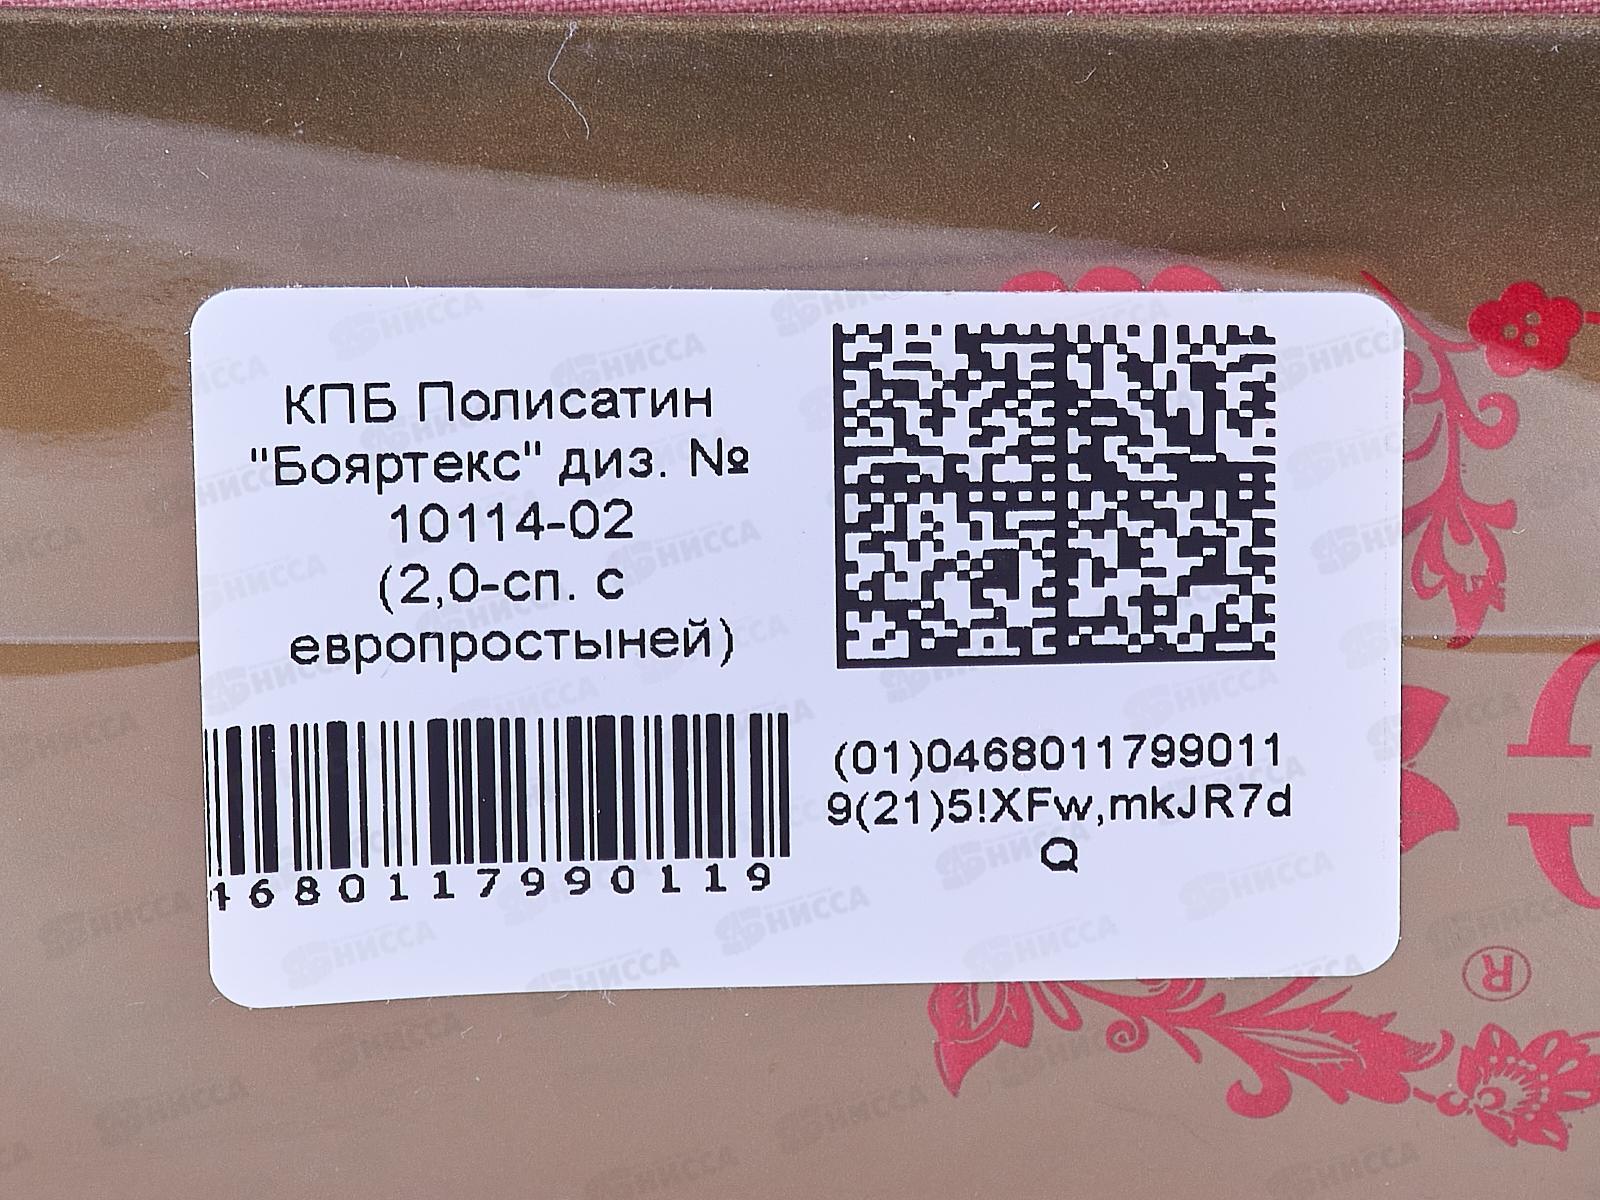 КПБ Полисатин
"Бояртекс" диз. №
10114-02
(2,0-сп. с
европростыней)
4680117990119
(01)0468011799011
9(21)5!XFw,mkJR7d
Q
®
НИССА